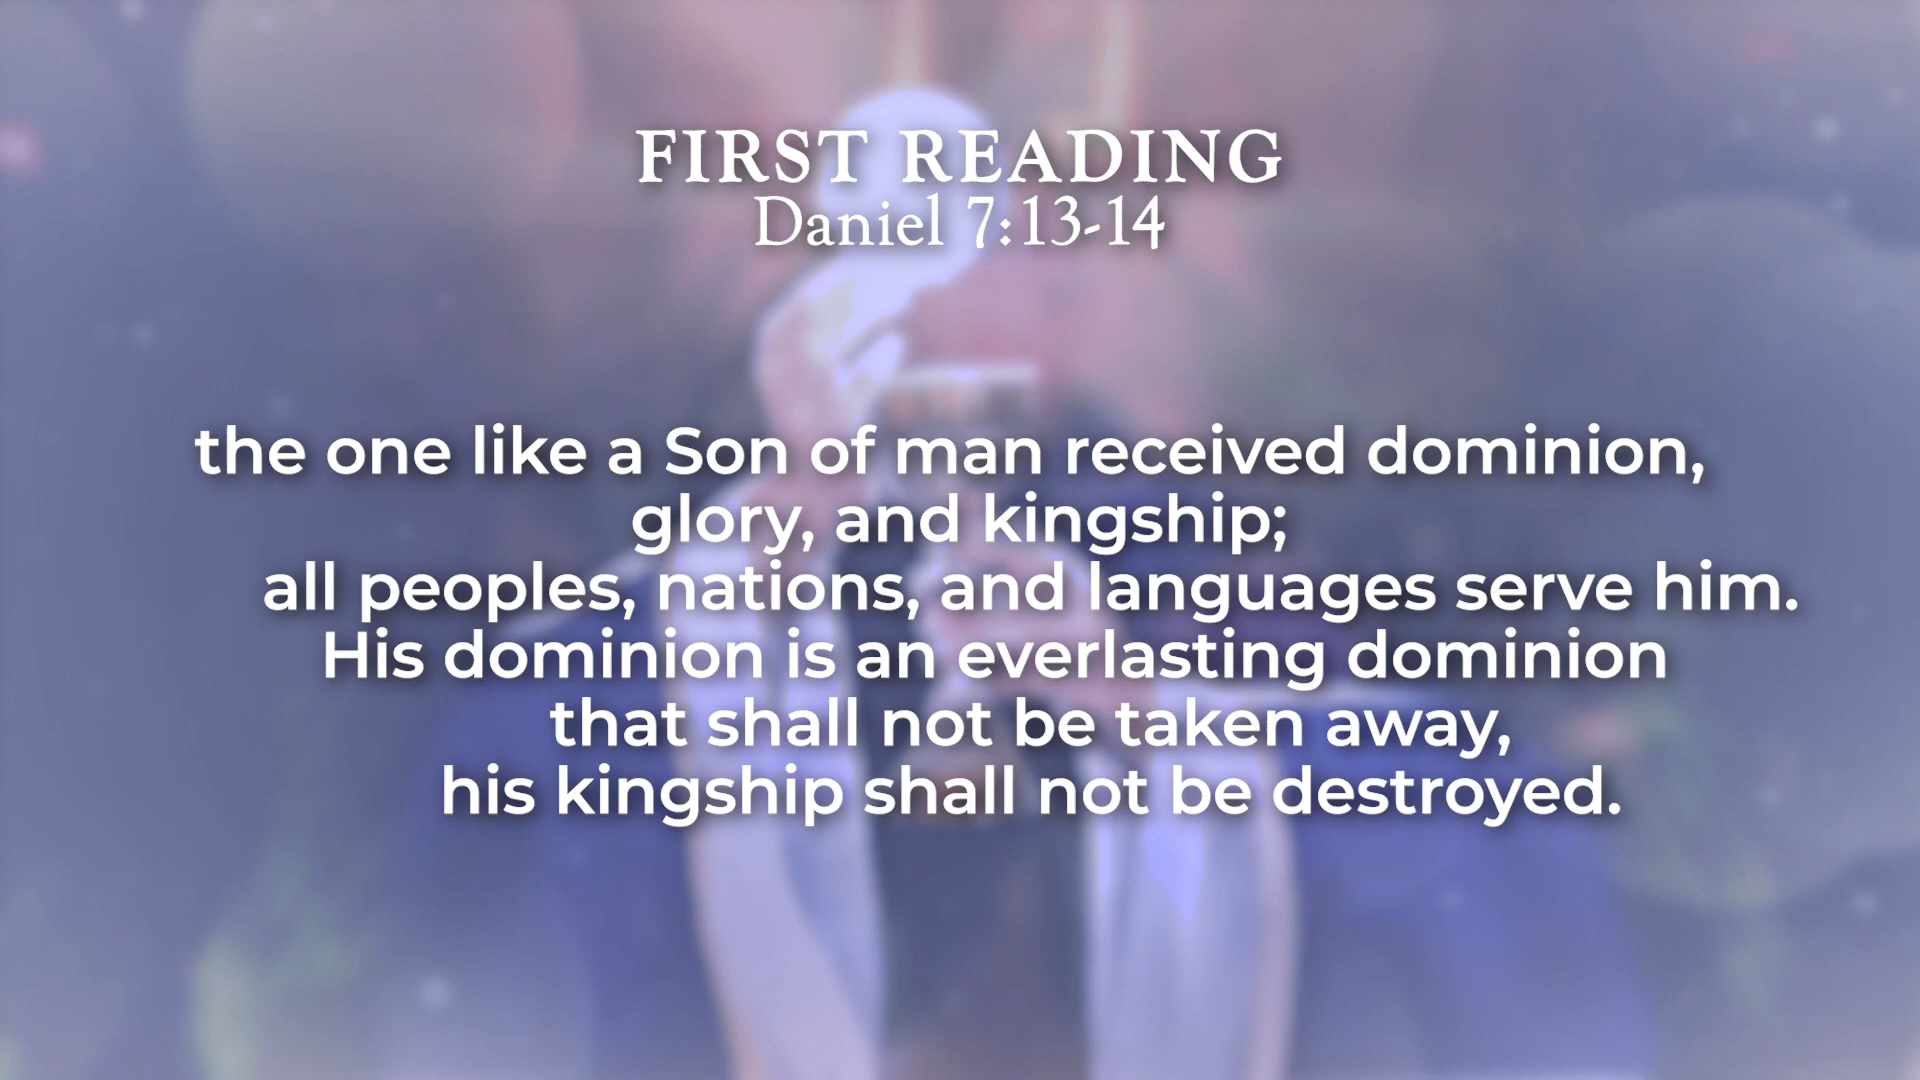 FIRST READING
Daniel 7:13-14
the one like a Son of man received dominion,
glory, and kingship;
all peoples, nations, and languages serve him.
His dominion is an everlasting dominion
that shall not be taken away,
his kingship shall not be destroyed.